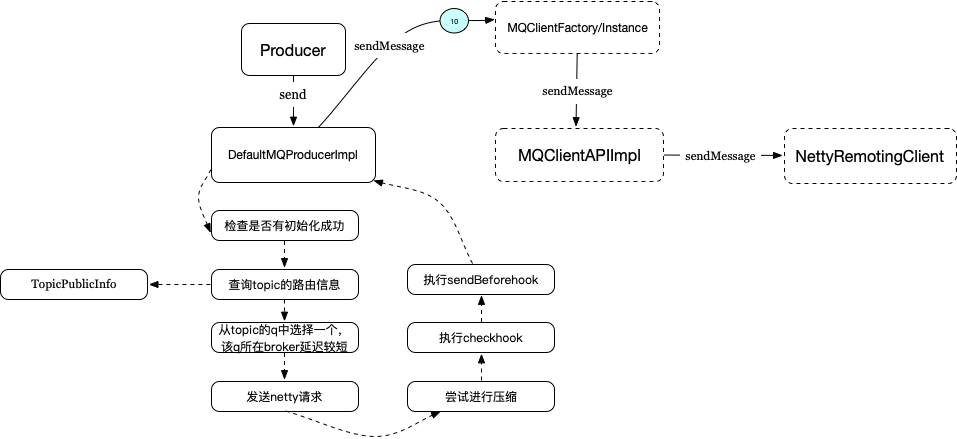 10
MQClientFactory/Instance
Producer
sendMessage
send
sendMessage
DefaultMQProducerImpl
MQClientAPIImpl
sendMessage
NettyRemotingClient
检查是否有初始化成功
TopicPublicInfo
查询topic的路由信息
执行sendBeforehook
从topic的q中选择一个，
该q所在broker延迟较短
执行checkhook
发送netty请求
尝试进行压缩